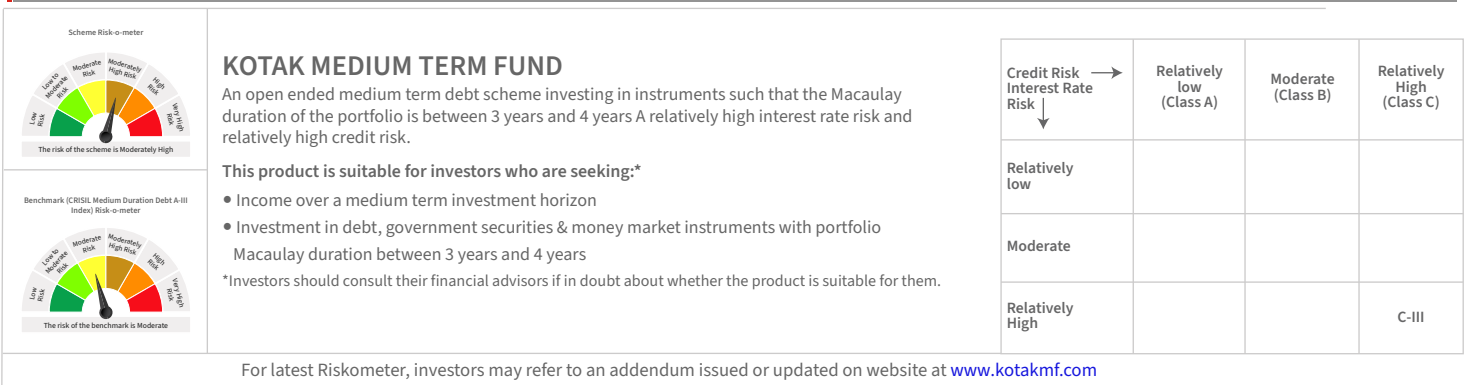 Scheme Risk-o-meter
Low
Risk
Low to
Moderate
Risk
Moderate
Risk
Moderately
High Risk
High
Risk
Very High
Risk
The risk of the scheme is Moderately High
Benchmark (CRISIL Medium Duration Debt A-III
Index) Risk-o-meter
Low
Risk
Low to
Moderate
Risk
Moderate
Risk
Moderately
High Risk
High
Risk
Very High
Risk
The risk of the benchmark is Moderate
KOTAK MEDIUM TERM FUND
An open ended medium term debt scheme investing in instruments such that the Macaulay
duration of the portfolio is between 3 years and 4 years A relatively high interest rate risk and
relatively high credit risk.
This product is suitable for investors who are seeking:*
• Income over a medium term investment horizon
• Investment in debt, government securities & money market instruments with portfolio
Macaulay duration between 3 years and 4 years
*Investors should consult their financial advisors if in doubt about whether the product is suitable for them.
Credit Risk →
Interest Rate
Risk ↓
Relatively
low
(Class A)
Moderate
(Class B)
Relatively
High
(Class C)
Relatively
low
Moderate
Relatively
High
C-III
For latest Riskometer, investors may refer to an addendum issued or updated on website at www.kotakmf.com